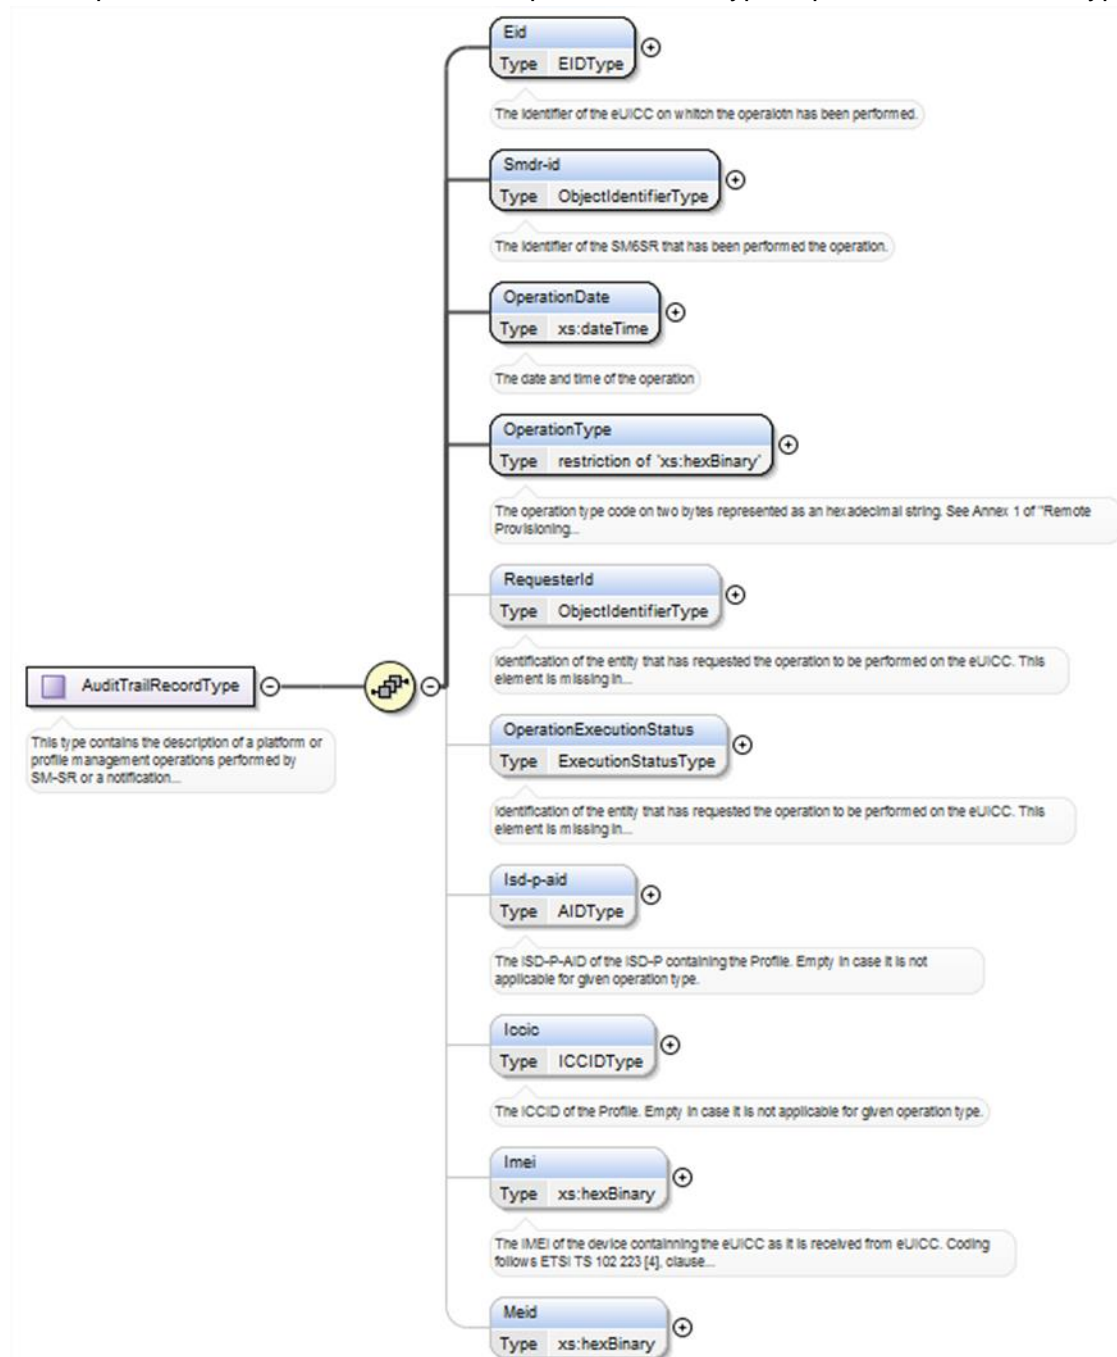 Eid
Type EIDType
The identifier of the eUICC on whitch the operaiotn has been performed.
Smdr-id
Type ObjectIdentifierType
The identifier of the SM6SR that has been performed the operation.
OperationDate
Type xs:dateTime
The date and time of the operation
OperationType
Type restriction of 'xs:hexBinary'
The operation type code on two bytes represented as an hexadecimal string. See Annex 1 of "Remote
Provisioning...
RequesterId
Type ObjectIdentifierType
Identification of the entity that has requested the operation to be performed on the eUICC. This
element is missing in...
AuditTrailRecordType
This type contains the description of a platform or
profile management operations performed by
SM-SR or a notification...
OperationExecutionStatus
Type ExecutionStatusType
Identification of the entity that has requested the operation to be performed on the eUICC. This
element is missing in...
Isd-p-aid
Type AIDType
The ISD-P-AID of the ISD-P containing the Profile. Empty in case it is not
applicable for given operation type.
Iccic
Type ICCIDType
The ICCID of the Profile. Empty in case it is not applicable for given operation type.
Imei
Type xs:hexBinary
The IMEI of the device containning the eUICC as it is received from eUICC. Coding
follows ETSI TS 102 223 [4], clause...
Meid
Type xs:hexBinary